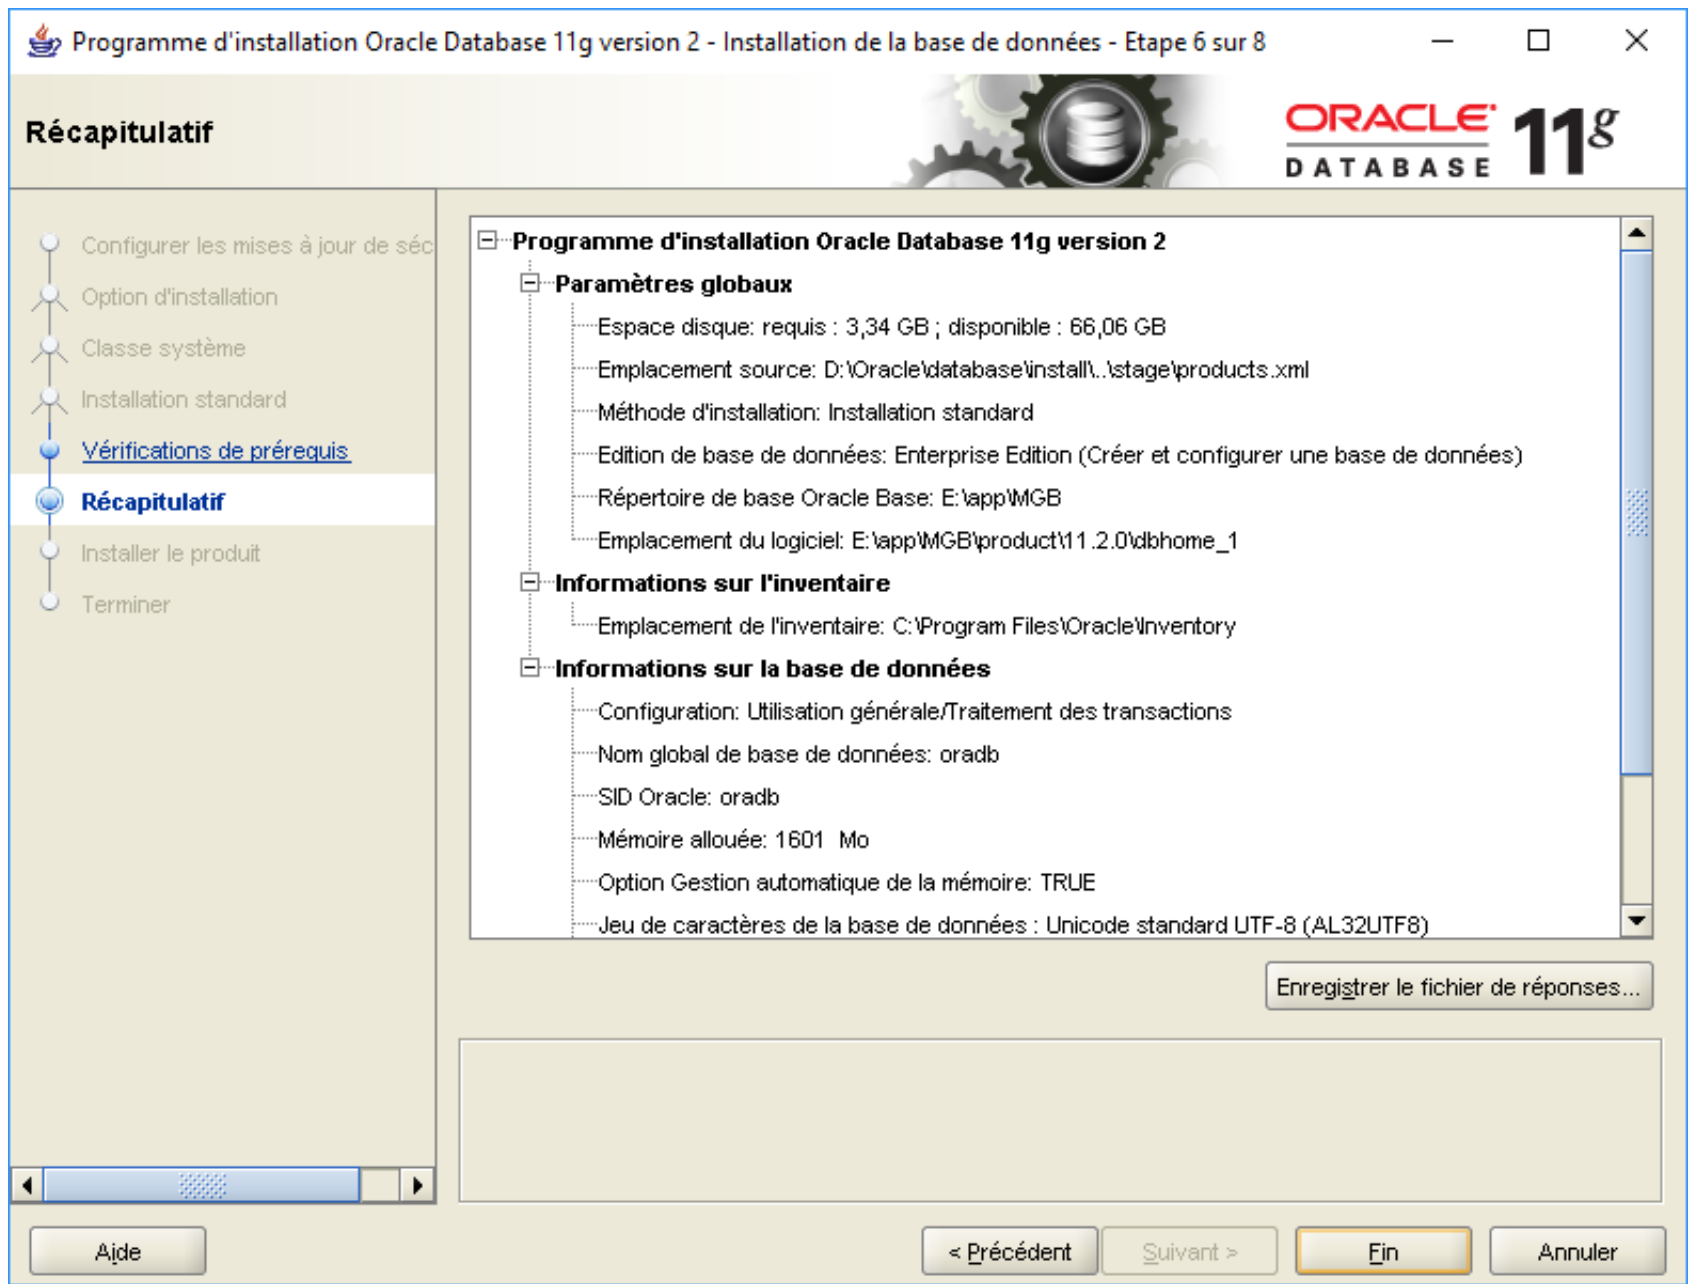 Programme d'installation Oracle Database 11g version 2 - Installation de la base de données - Etape 6 sur 8
Récapitulatif
ORACLE
DATABASE
11g
Configurer les mises à jour de séc
Option d'installation
Classe système
Installation standard
Vérifications de prérequis
Récapitulatif
Installer le produit
Terminer
Programme d'installation Oracle Database 11g version 2
Paramètres globaux
Espace disque: requis : 3,34 GB ; disponible : 66,06 GB
Emplacement source: D:\Oracle\database\install\..\stage\products.xml
Méthode d'installation: Installation standard
Edition de base de données: Enterprise Edition (Créer et configurer une base de données)
Répertoire de base Oracle Base: E:\app\MGB
Emplacement du logiciel: E:\app\MGB\product\11.2.0\dbhome_1
Informations sur l'inventaire
Emplacement de l'inventaire: C:\Program Files\Oracle\Inventory
Informations sur la base de données
Configuration: Utilisation générale/Traitement des transactions
Nom global de base de données: oradb
SID Oracle: oradb
Mémoire allouée: 1601 Mo
Option Gestion automatique de la mémoire: TRUE
Jeu de caractères de la base de données : Unicode standard UTF-8 (AL32UTF8)
Enregistrer le fichier de réponses...
Aide
< Précédent
Suivant >
Fin
Annuler